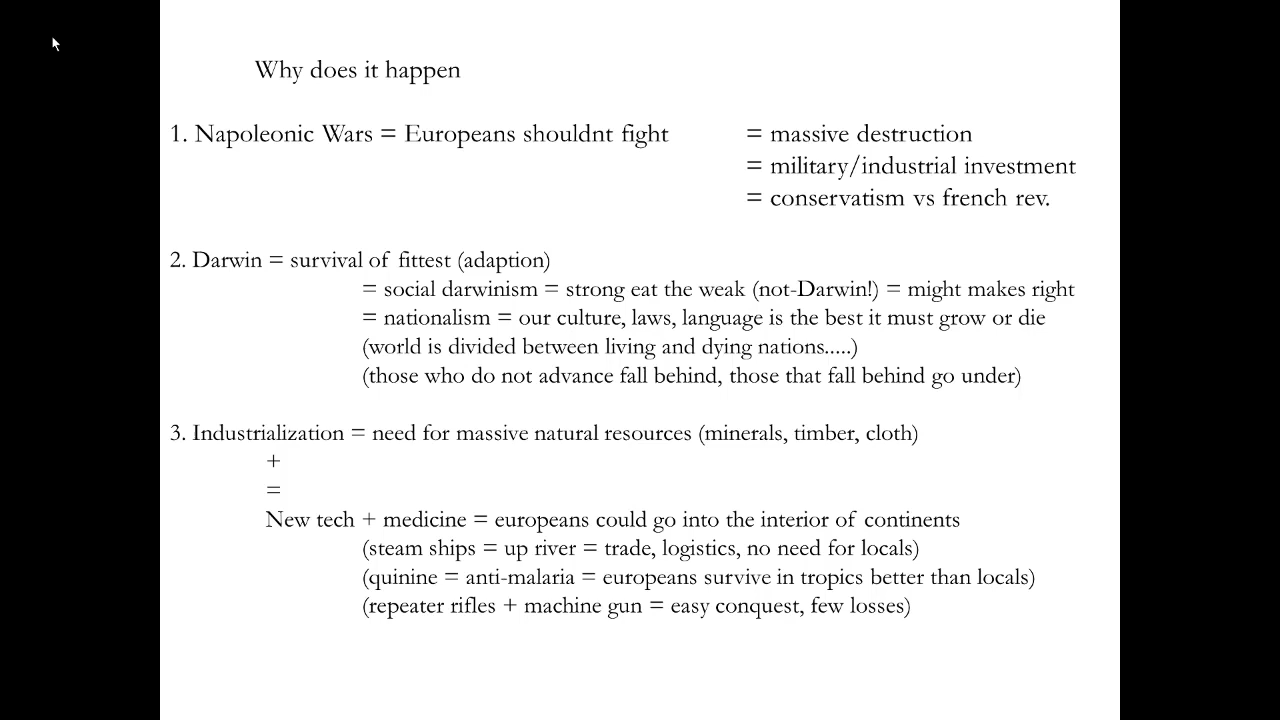 Why does it happen
1. Napoleonic Wars = Europeans shouldnt fight = massive destruction
= military/industrial investment
= conservatism vs french rev.
2. Darwin = survival of fittest (adaption)
= social darwinism = strong eat the weak (not-Darwin!) = might makes right
= nationalism = our culture, laws, language is the best it must grow or die
(world is divided between living and dying nations.....)
(those who do not advance fall behind, those that fall behind go under)
3. Industrialization = need for massive natural resources (minerals, timber, cloth)
+
=
New tech + medicine = europeans could go into the interior of continents
(steam ships = up river = trade, logistics, no need for locals)
(quinine = anti-malaria = europeans survive in tropics better than locals)
(repeater rifles + machine gun = easy conquest, few losses)